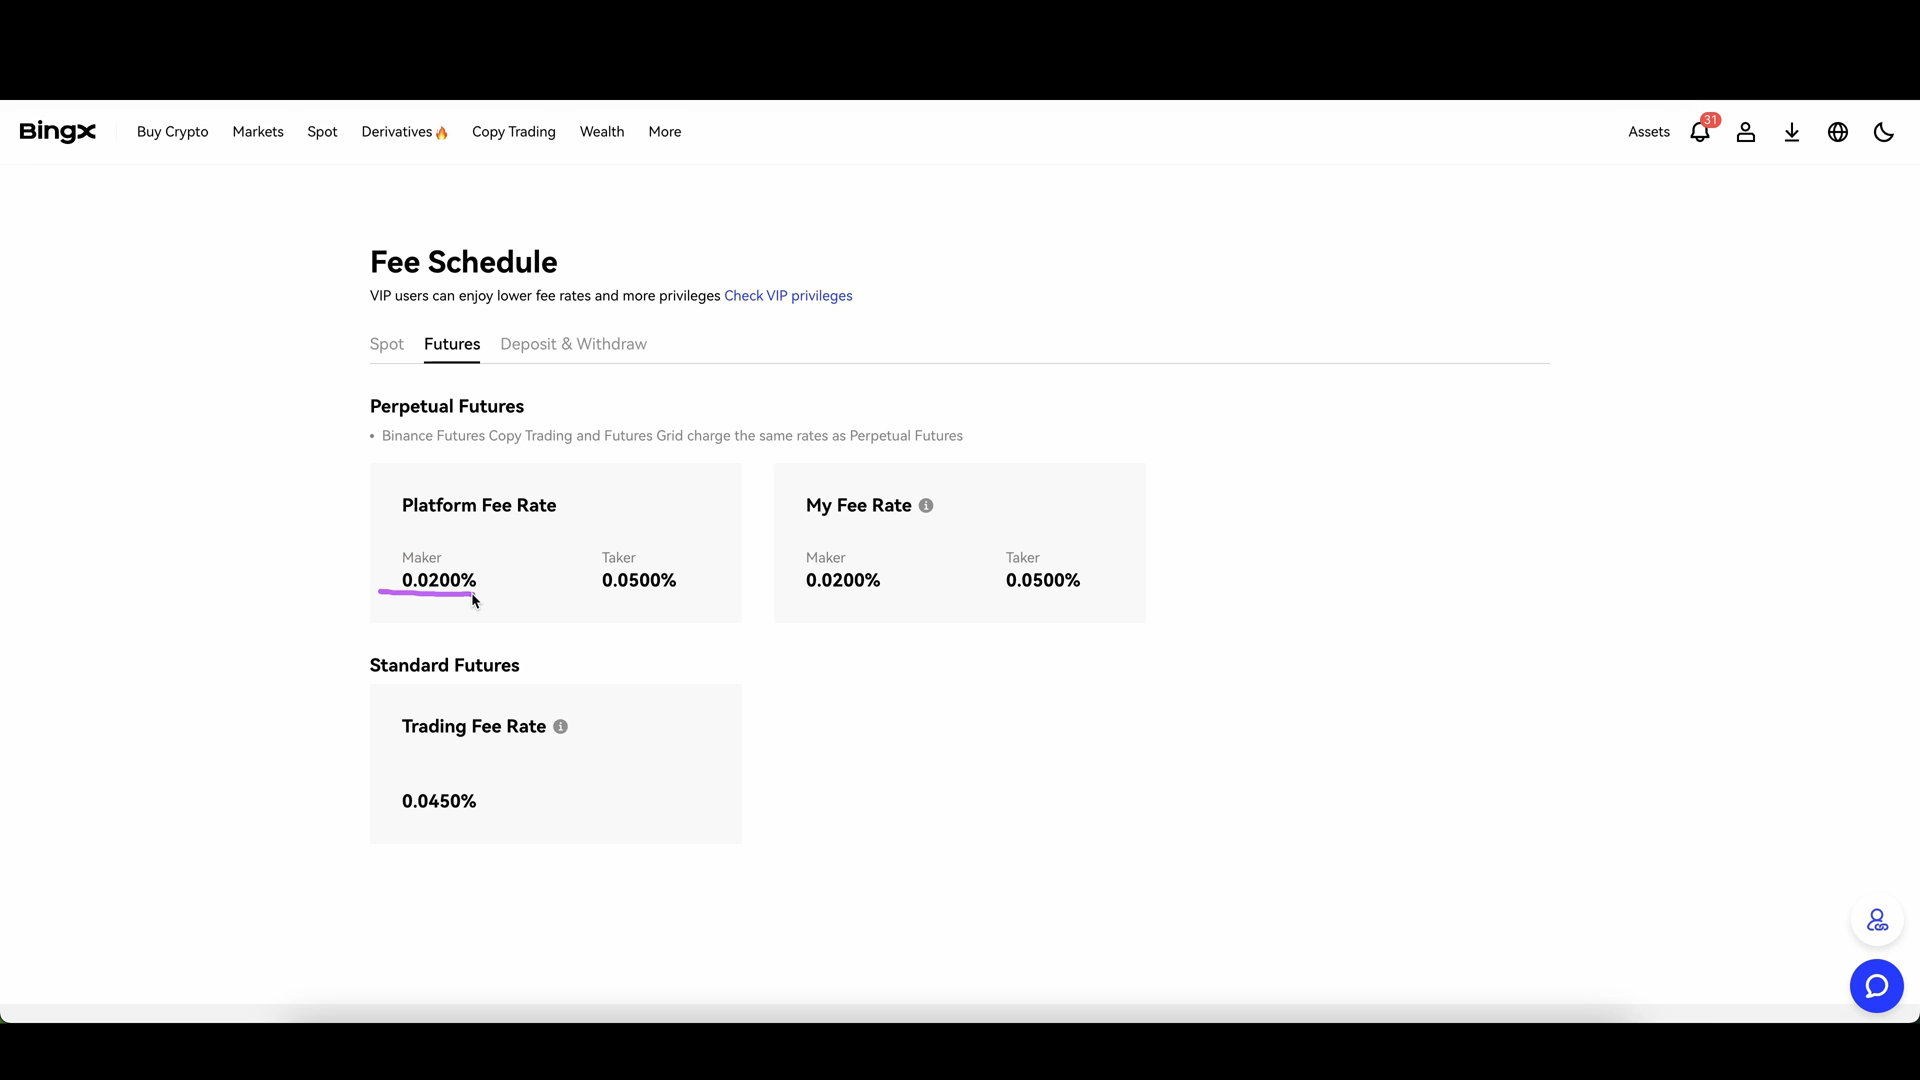 BingX Buy Crypto Markets Spot Derivatives🔥 Copy Trading Wealth More Assets 31
Fee Schedule
VIP users can enjoy lower fee rates and more privileges Check VIP privileges
Spot Futures Deposit & Withdraw
Perpetual Futures
• Binance Futures Copy Trading and Futures Grid charge the same rates as Perpetual Futures
Platform Fee Rate
Maker Taker
0.0200% 0.0500%
My Fee Rate
Maker Taker
0.0200% 0.0500%
Standard Futures
Trading Fee Rate
0.0450%